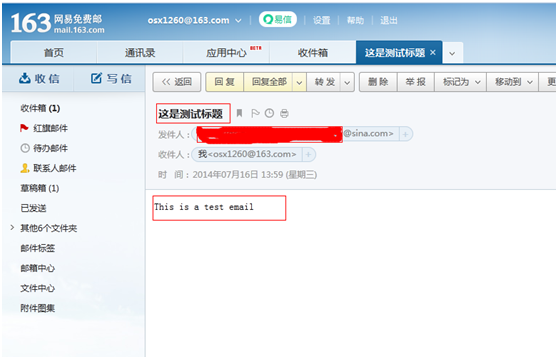 163 网易免费邮 mail.163.com osx1260@163.com 易信 设置 帮助 退出
首页 通讯录 应用中心 BETA 收件箱 这是测试标题 ×
收信 写信 << 返回 回复 回复全部 转发 删除 举报 标记为 移动到 更
收件箱 (1)
红旗邮件
待办邮件
联系人邮件
草稿箱 (1)
已发送
其他6个文件夹
邮件标签
邮箱中心
文件中心
附件图集
这是测试标题
发件人： @sina.com> +
收件人： 我<osx1260@163.com> +
时 间： 2014年07月16日 13:59 (星期三)
This is a test email